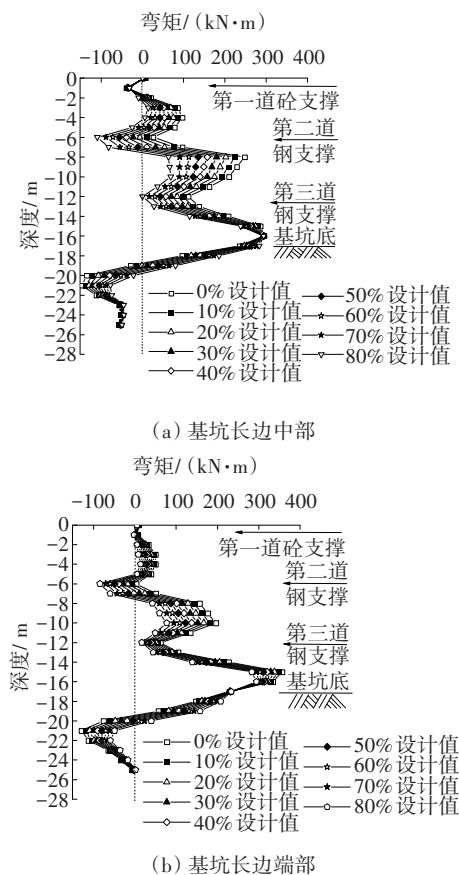 弯矩/(kN·m)
-100 0 100 200 300 400
0
-2
-4
-6
-8
-10
-12
-14
-16
-18
-20
-22
-24
-26
-28
深度/m
第一道砼支撑
第二道
钢支撑
第三道
钢支撑
基坑底
0%设计值
10%设计值
20%设计值
30%设计值
40%设计值
50%设计值
60%设计值
70%设计值
80%设计值
(a)基坑长边中部
弯矩/(kN·m)
-100 0 100 200 300 400
0
-2
-4
-6
-8
-10
-12
-14
-16
-18
-20
-22
-24
-26
-28
深度/m
第一道砼支撑
第二道
钢支撑
第三道
钢支撑
基坑底
0%设计值
10%设计值
20%设计值
30%设计值
40%设计值
50%设计值
60%设计值
70%设计值
80%设计值
(b)基坑长边端部